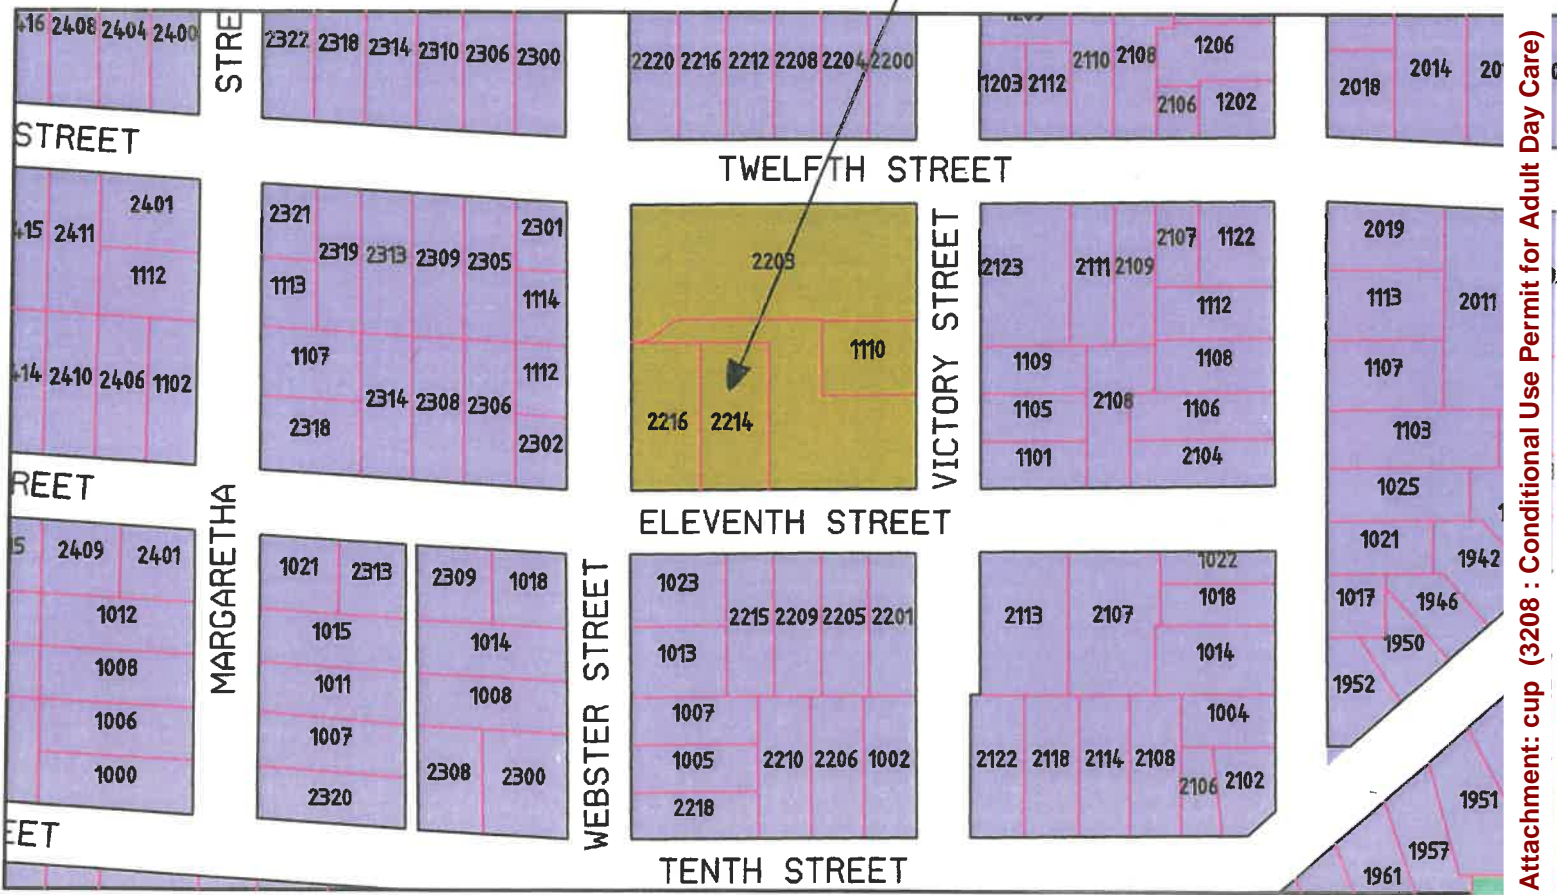 416 2408 2404 2400
STRE
2322 2318 2314 2310 2306 2300
2220 2216 2212 2208 2204 2200
1203 2112 2110 2108 1206
2106 1202
2018 2014
STREET
TWELFTH STREET
415 2411 2401
1112
414 2410 2406 1102
2321 2319 2313 2309 2305 2301
1113 1114
1107 1112
2318 2314 2308 2306 2302
2203
1110
2216 2214
VICTORY STREET
2123 2111 2109 2107 1122
1112
1109 1108
1105 2108 1106
1101 2104
2019
1113 2011
1107
1103
1025
1021 1942
1017 1946
1950
1952
REET
MARGARETHA
ELEVENTH STREET
2409 2401
1012
1008
1006
1000
1021 2313
1015
1011
1007
2320
2309 1018
1014
1008
2308 2300
WEBSTER STREET
1023 2215 2209 2205 2201
1013
1007
1005 2210 2206 1002
2218
2113 2107 1022
1018
1014
1004
2122 2118 2114 2108
2106 2102
1951
1957
1961
EET
TENTH STREET
Attachment: cup (3208 : Conditional Use Permit for Adult Day Care)